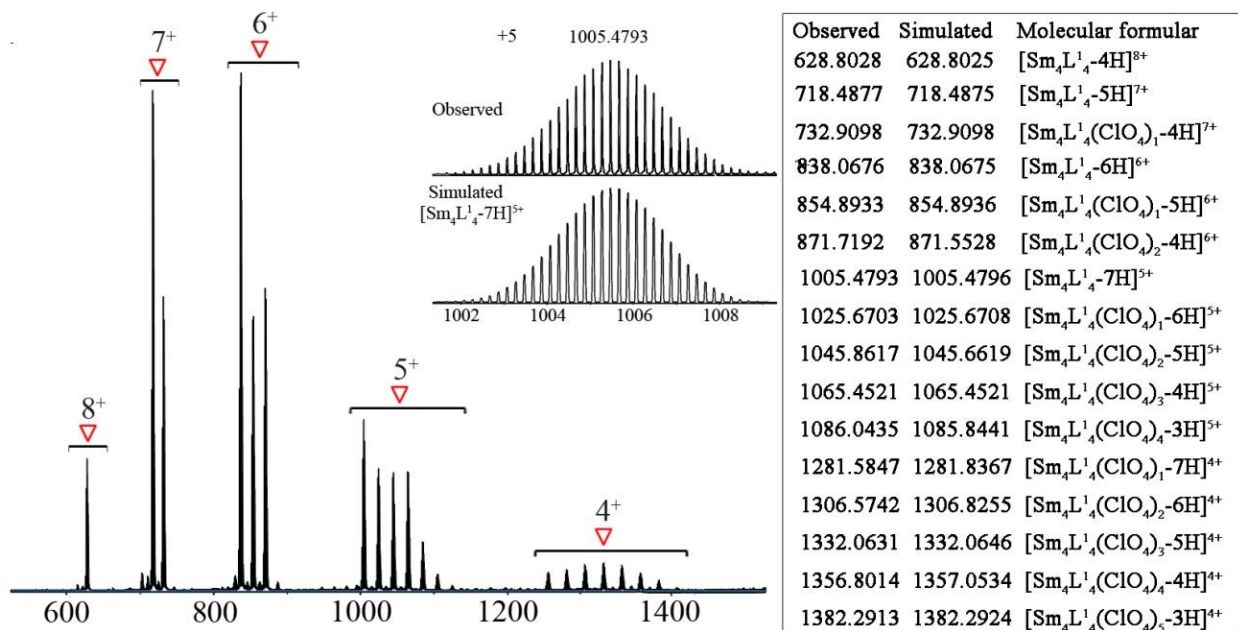 7⁺
6⁺
8⁺
5⁺
4⁺
+5 1005.4793
Observed
Simulated
[Sm₄L¹₄-7H]⁵⁺
1002 1004 1006 1008
600 800 1000 1200 1400
Observed Simulated Molecular formular
628.8028 628.8025 [Sm₄L¹₄-4H]⁸⁺
718.4877 718.4875 [Sm₄L¹₄-5H]⁷⁺
732.9098 732.9098 [Sm₄L¹₄(ClO₄)₁-4H]⁷⁺
838.0676 838.0675 [Sm₄L¹₄-6H]⁶⁺
854.8933 854.8936 [Sm₄L¹₄(ClO₄)₁-5H]⁶⁺
871.7192 871.5528 [Sm₄L¹₄(ClO₄)₂-4H]⁶⁺
1005.4793 1005.4796 [Sm₄L¹₄-7H]⁵⁺
1025.6703 1025.6708 [Sm₄L¹₄(ClO₄)₁-6H]⁵⁺
1045.8617 1045.6619 [Sm₄L¹₄(ClO₄)₂-5H]⁵⁺
1065.4521 1065.4521 [Sm₄L¹₄(ClO₄)₃-4H]⁵⁺
1086.0435 1085.8441 [Sm₄L¹₄(ClO₄)₄-3H]⁵⁺
1281.5847 1281.8367 [Sm₄L¹₄(ClO₄)₁-7H]⁴⁺
1306.5742 1306.8255 [Sm₄L¹₄(ClO₄)₂-6H]⁴⁺
1332.0631 1332.0646 [Sm₄L¹₄(ClO₄)₃-5H]⁴⁺
1356.8014 1357.0534 [Sm₄L¹₄(ClO₄)₄-4H]⁴⁺
1382.2913 1382.2924 [Sm₄L¹₄(ClO₄)₅-3H]⁴⁺